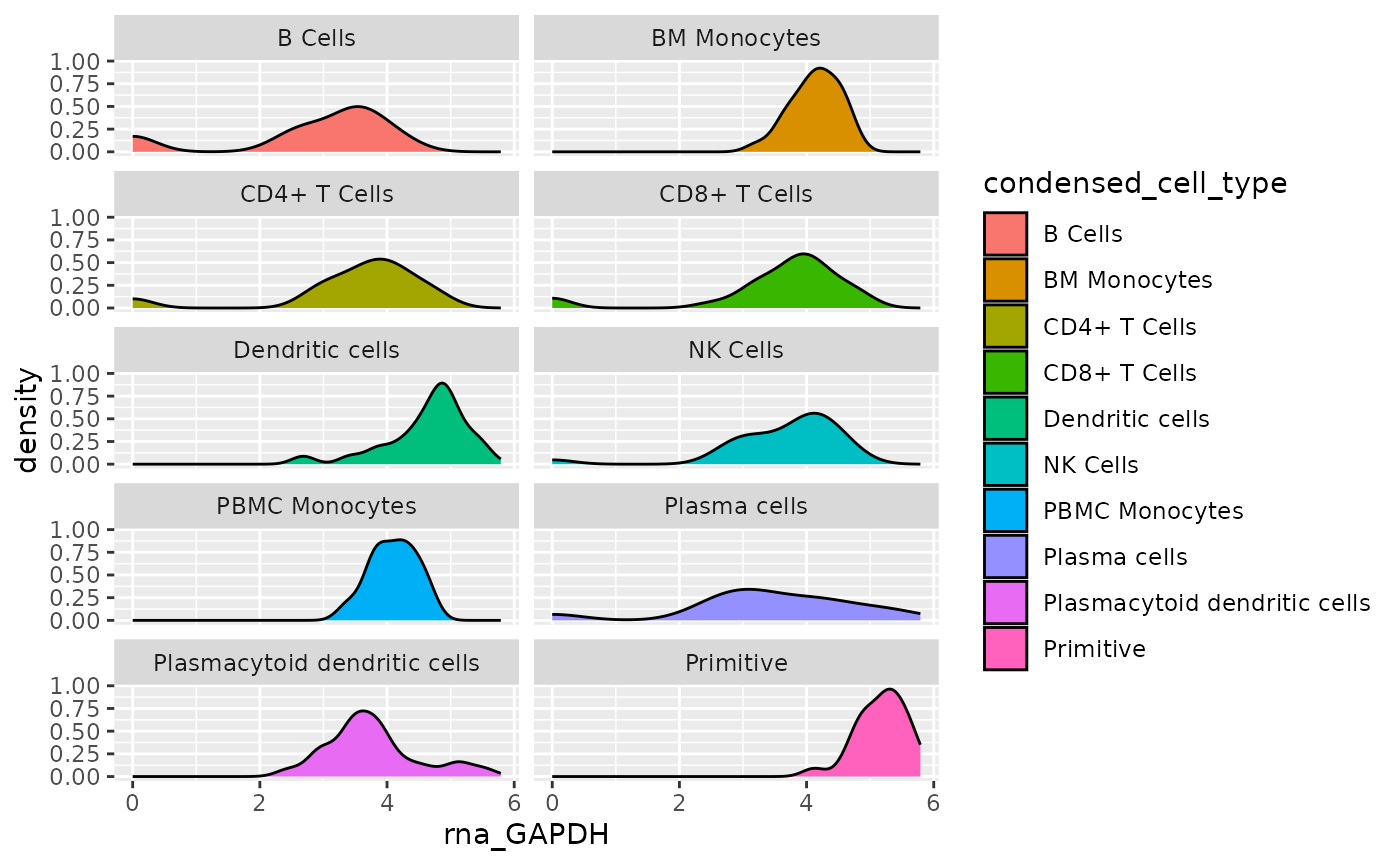 B Cells
BM Monocytes
1.00
0.75
0.50
0.25
0.00
CD4+ T Cells
CD8+ T Cells
1.00
0.75
0.50
0.25
0.00
Dendritic cells
NK Cells
1.00
0.75
0.50
0.25
0.00
PBMC Monocytes
Plasma cells
1.00
0.75
0.50
0.25
0.00
Plasmacytoid dendritic cells
Primitive
1.00
0.75
0.50
0.25
0.00
0 2 4 6
0 2 4 6
rna_GAPDH
density
condensed_cell_type
B Cells
BM Monocytes
CD4+ T Cells
CD8+ T Cells
Dendritic cells
NK Cells
PBMC Monocytes
Plasma cells
Plasmacytoid dendritic cells
Primitive